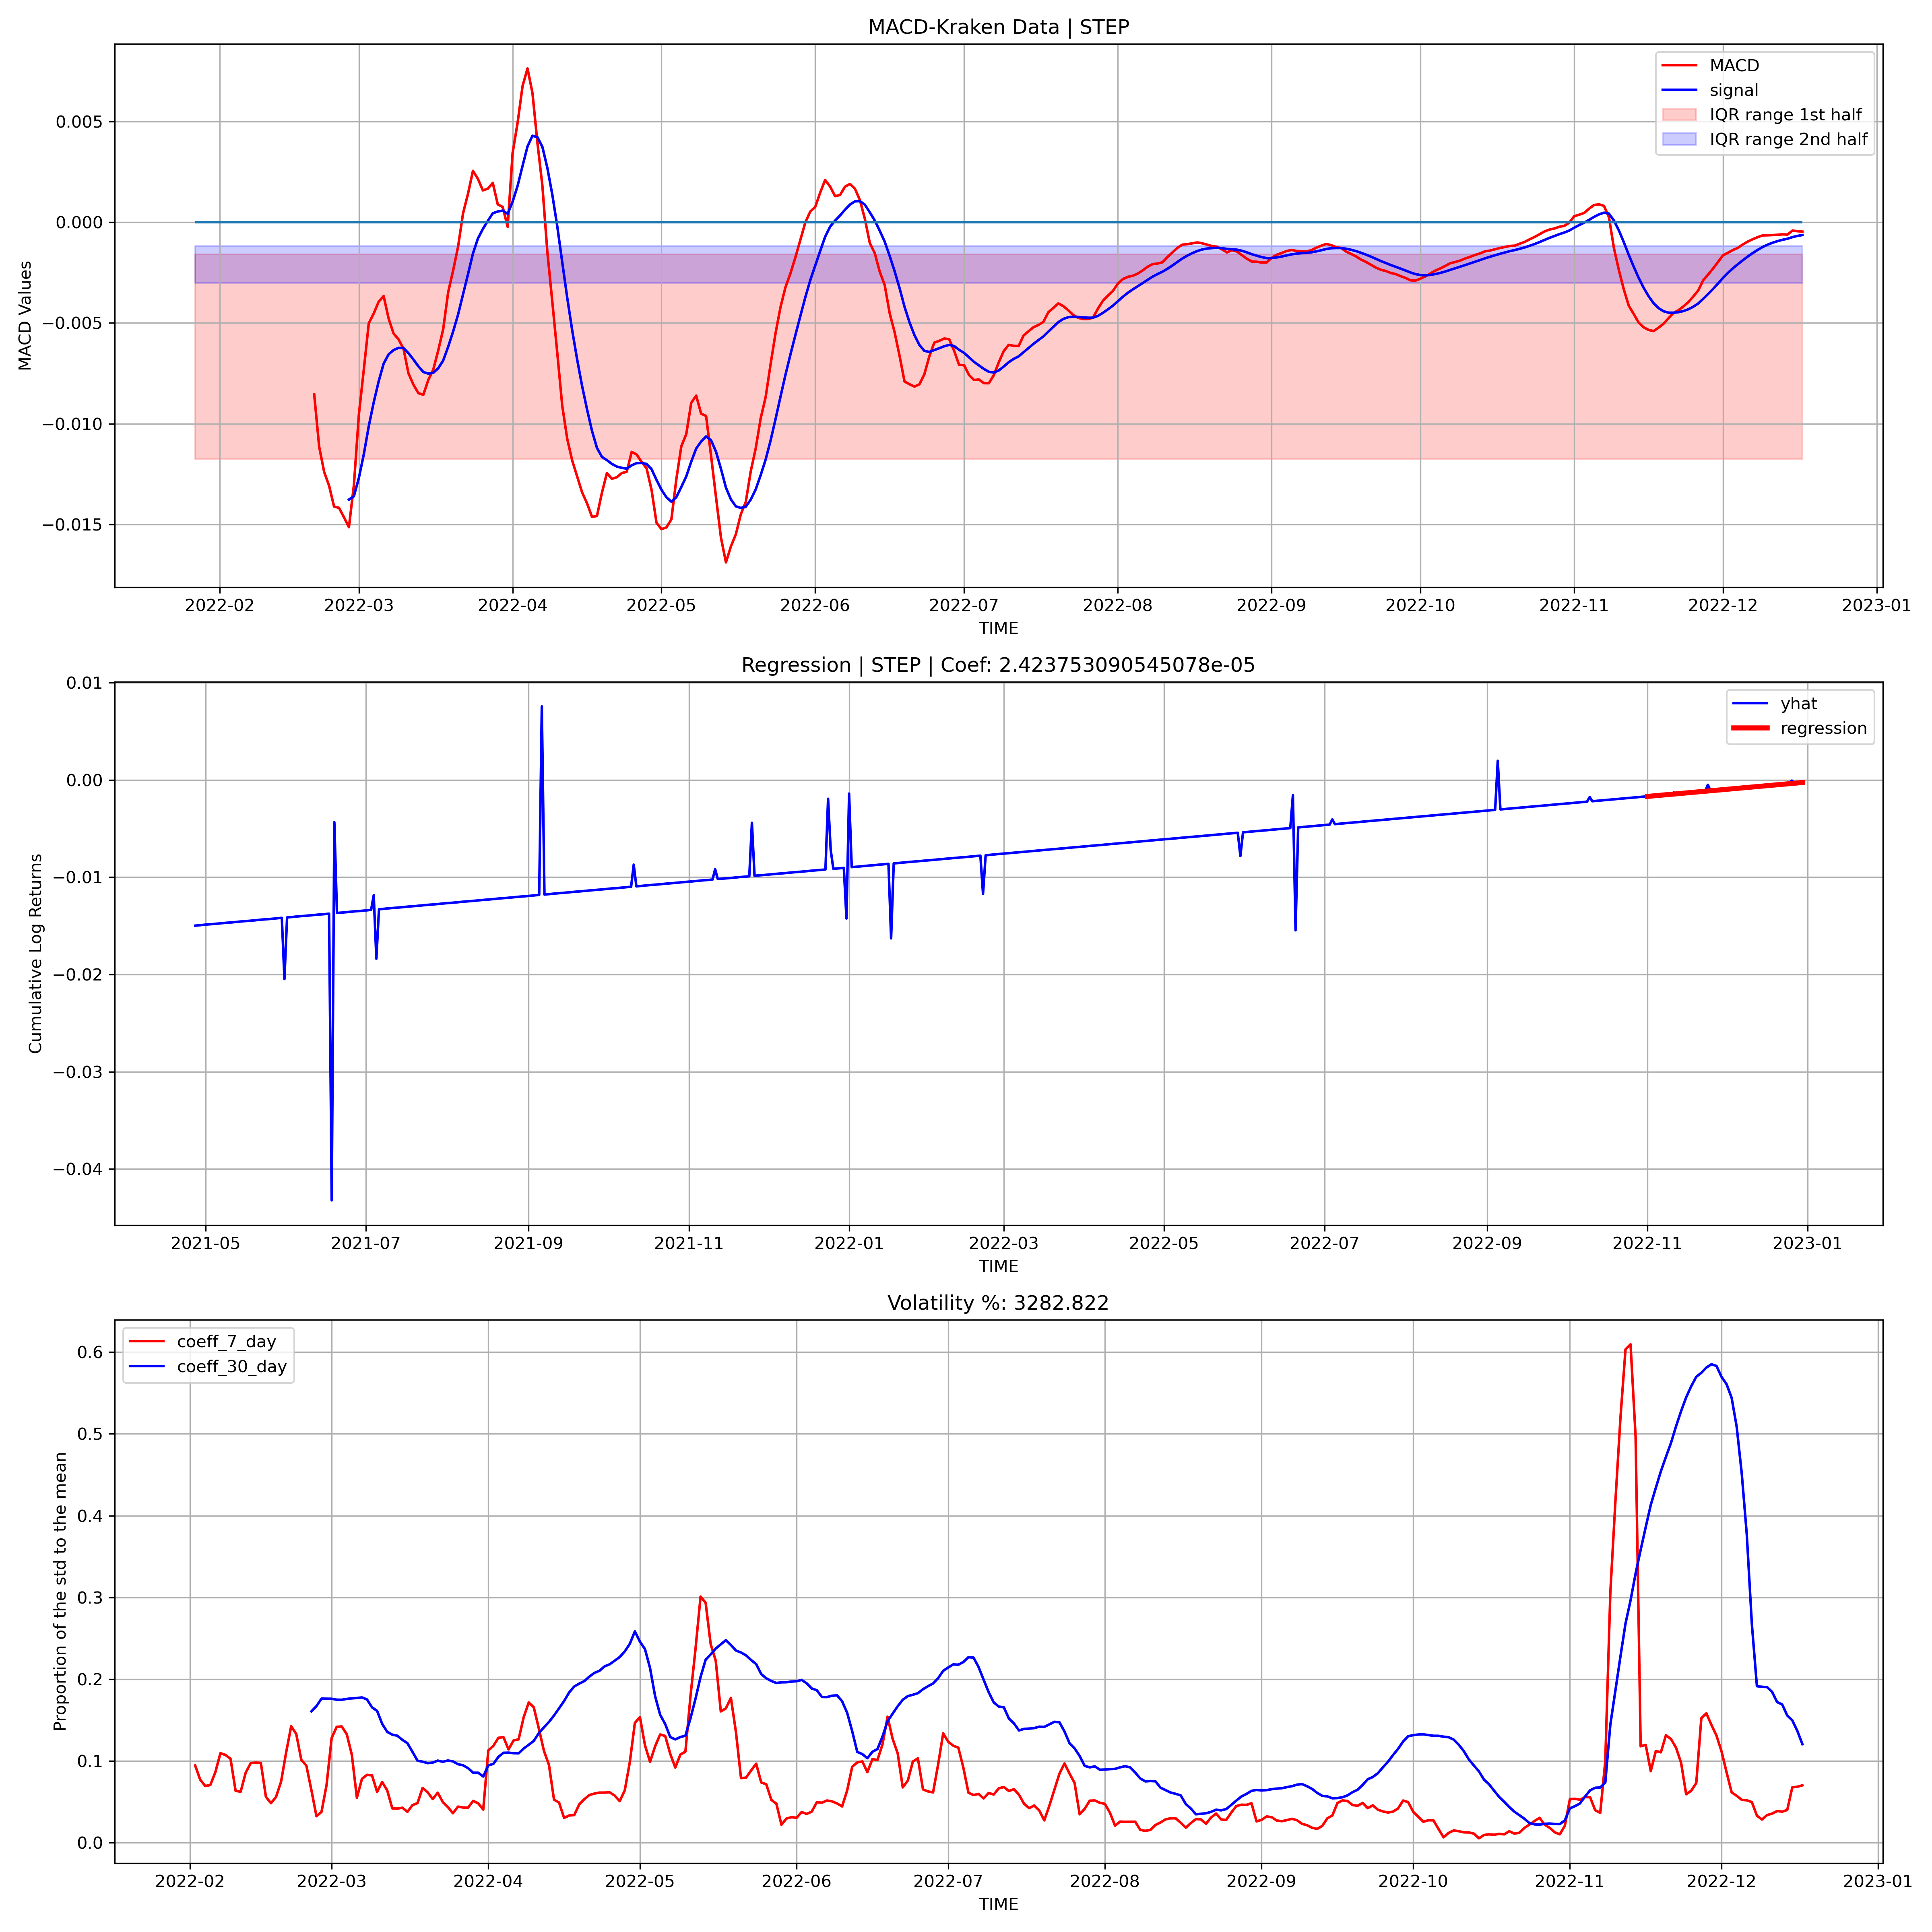 MACD-Kraken Data | STEP
MACD
signal
IQR range 1st half
IQR range 2nd half
0.005
0.000
−0.005
−0.010
−0.015
MACD Values
2022-02 2022-03 2022-04 2022-05 2022-06 2022-07 2022-08 2022-09 2022-10 2022-11 2022-12 2023-01
TIME
Regression | STEP | Coef: 2.423753090545078e-05
yhat
regression
0.01
0.00
−0.01
−0.02
−0.03
−0.04
Cumulative Log Returns
2021-05 2021-07 2021-09 2021-11 2022-01 2022-03 2022-05 2022-07 2022-09 2022-11 2023-01
TIME
Volatility %: 3282.822
coeff_7_day
coeff_30_day
0.6
0.5
0.4
0.3
0.2
0.1
0.0
Proportion of the std to the mean
2022-02 2022-03 2022-04 2022-05 2022-06 2022-07 2022-08 2022-09 2022-10 2022-11 2022-12 2023-01
TIME